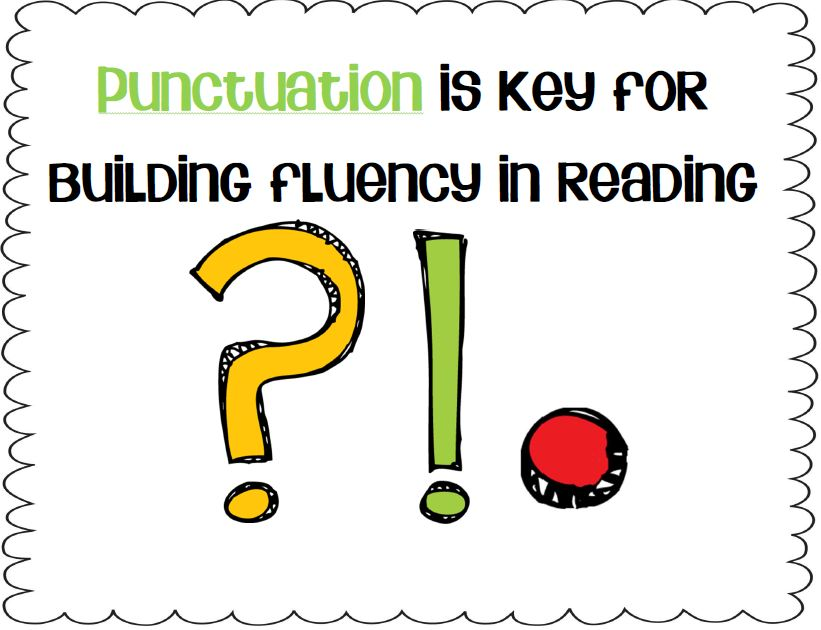 Punctuation is Key for
Building Fluency in Reading
? ! .